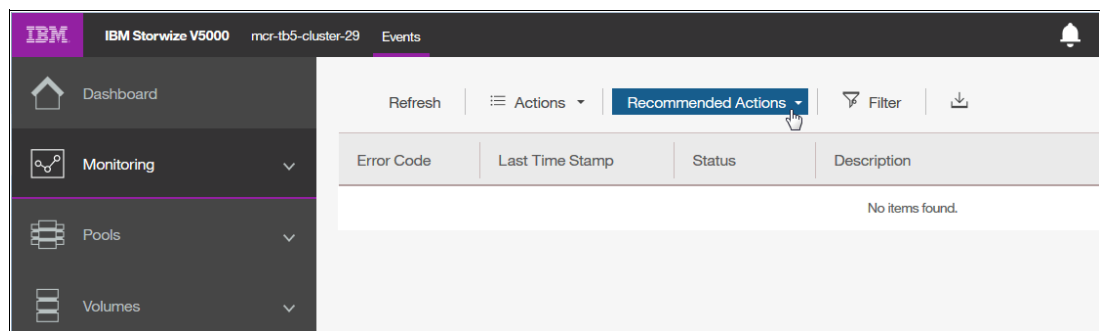 IBM IBM Storwize V5000 mcr-tb5-cluster-29 Events
Dashboard
Monitoring
Pools
Volumes
Refresh Actions Recommended Actions Filter
Error Code Last Time Stamp Status Description
No items found.